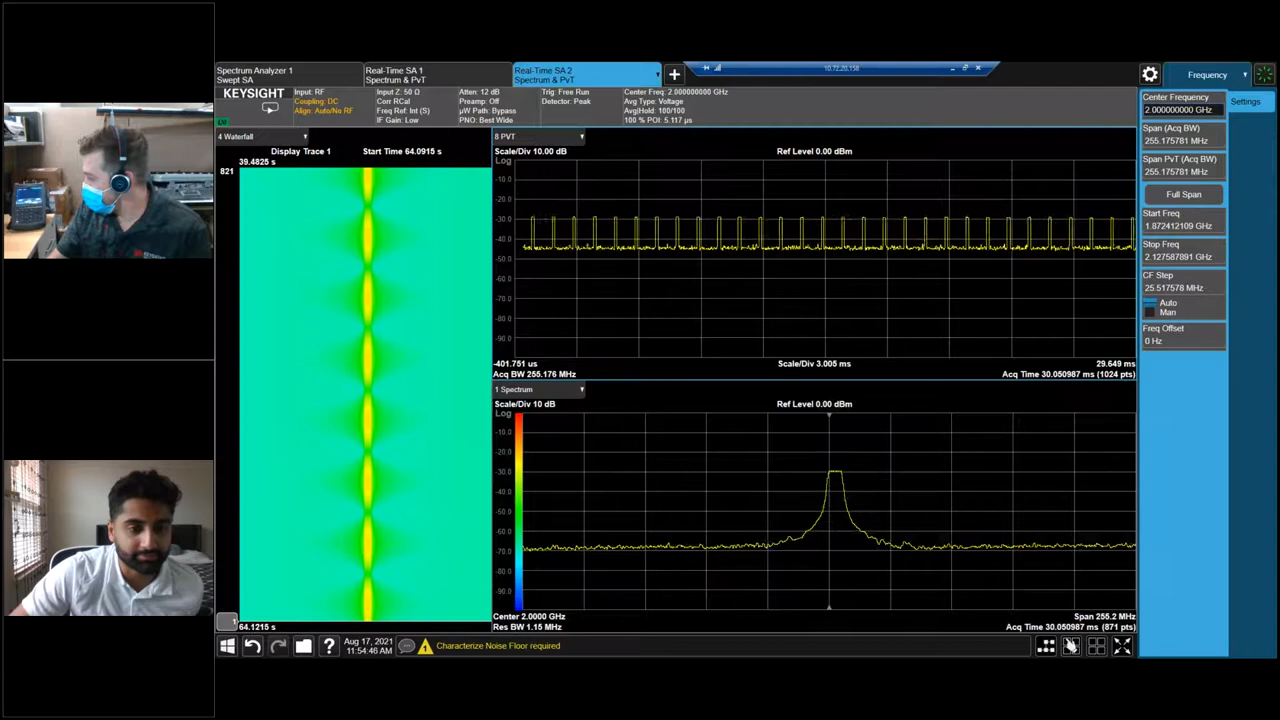 Spectrum Analyzer 1
Swept SA
Real-Time SA 1
Spectrum & PvT
Real-Time SA 2
Spectrum & PvT
10.72.20.158
Frequency
KEYSIGHT
Input: RF
Coupling: DC
Align: Auto/No RF
Input Z: 50 Ω
Corr RCal
Freq Ref: Int (S)
IF Gain: Low
Atten: 12 dB
Preamp: Off
µW Path: Bypass
PNO: Best Wide
Trig: Free Run
Detector: Peak
Center Freq: 2.000000000 GHz
Avg Type: Voltage
Avg|Hold: 100/100
100 % POI: 5.117 µs
4 Waterfall
Display Trace 1
Start Time 64.0915 s
39.4825 s
821
1
64.1215 s
8 PVT
Scale/Div 10.00 dB
Ref Level 0.00 dBm
Log
-10.0
-20.0
-30.0
-40.0
-50.0
-60.0
-70.0
-80.0
-90.0
-401.751 us
Scale/Div 3.005 ms
29.649 ms
Acq BW 255.176 MHz
Acq Time 30.050987 ms (1024 pts)
1 Spectrum
Scale/Div 10 dB
Ref Level 0.00 dBm
Log
-10.0
-20.0
-30.0
-40.0
-50.0
-60.0
-70.0
-80.0
-90.0
Center 2.0000 GHz
Span 255.2 MHz
Res BW 1.15 MHz
Acq Time 30.050987 ms (871 pts)
Center Frequency
2.000000000 GHz
Settings
Span (Acq BW)
255.175781 MHz
Span PvT (Acq BW)
255.175781 MHz
Full Span
Start Freq
1.872412109 GHz
Stop Freq
2.127587891 GHz
CF Step
25.517578 MHz
Auto
Man
Freq Offset
0 Hz
?
Aug 17, 2021
11:54:46 AM
1
Characterize Noise Floor required